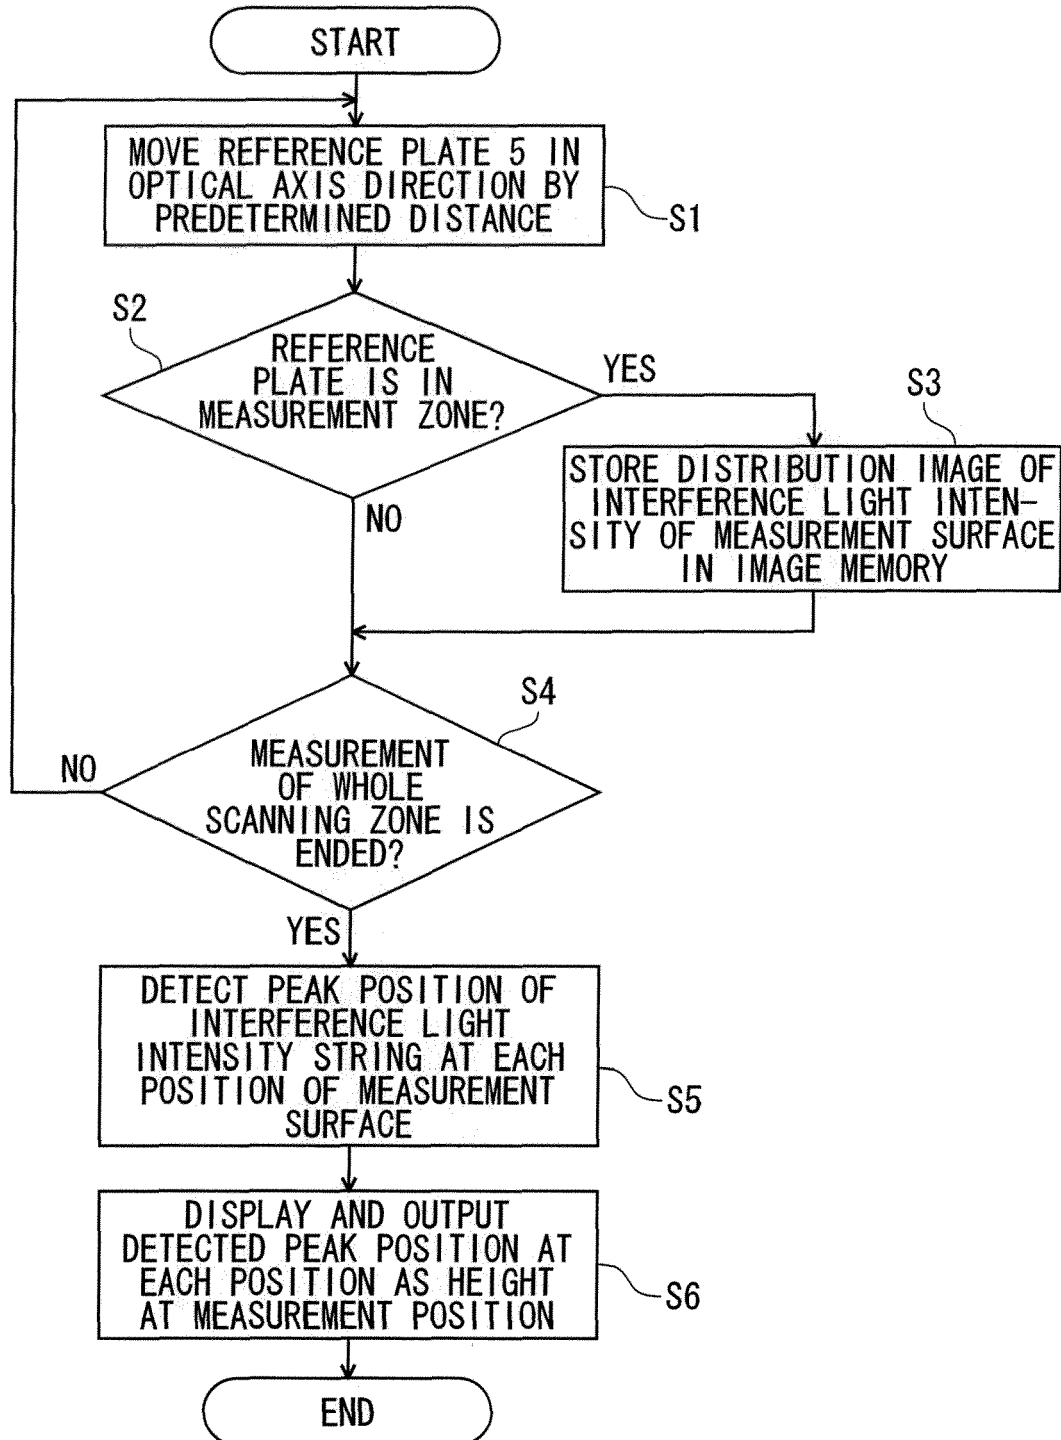 START
MOVE REFERENCE PLATE 5 IN
OPTICAL AXIS DIRECTION BY
PREDETERMINED DISTANCE
S1
S2
REFERENCE
PLATE IS IN
MEASUREMENT ZONE?
YES
NO
S3
STORE DISTRIBUTION IMAGE OF
INTERFERENCE LIGHT INTEN-
SITY OF MEASUREMENT SURFACE
IN IMAGE MEMORY
S4
MEASUREMENT
OF WHOLE
SCANNING ZONE IS
ENDED?
NO
YES
DETECT PEAK POSITION OF
INTERFERENCE LIGHT
INTENSITY STRING AT EACH
POSITION OF MEASUREMENT
SURFACE
S5
DISPLAY AND OUTPUT
DETECTED PEAK POSITION AT
EACH POSITION AS HEIGHT
AT MEASUREMENT POSITION
S6
END